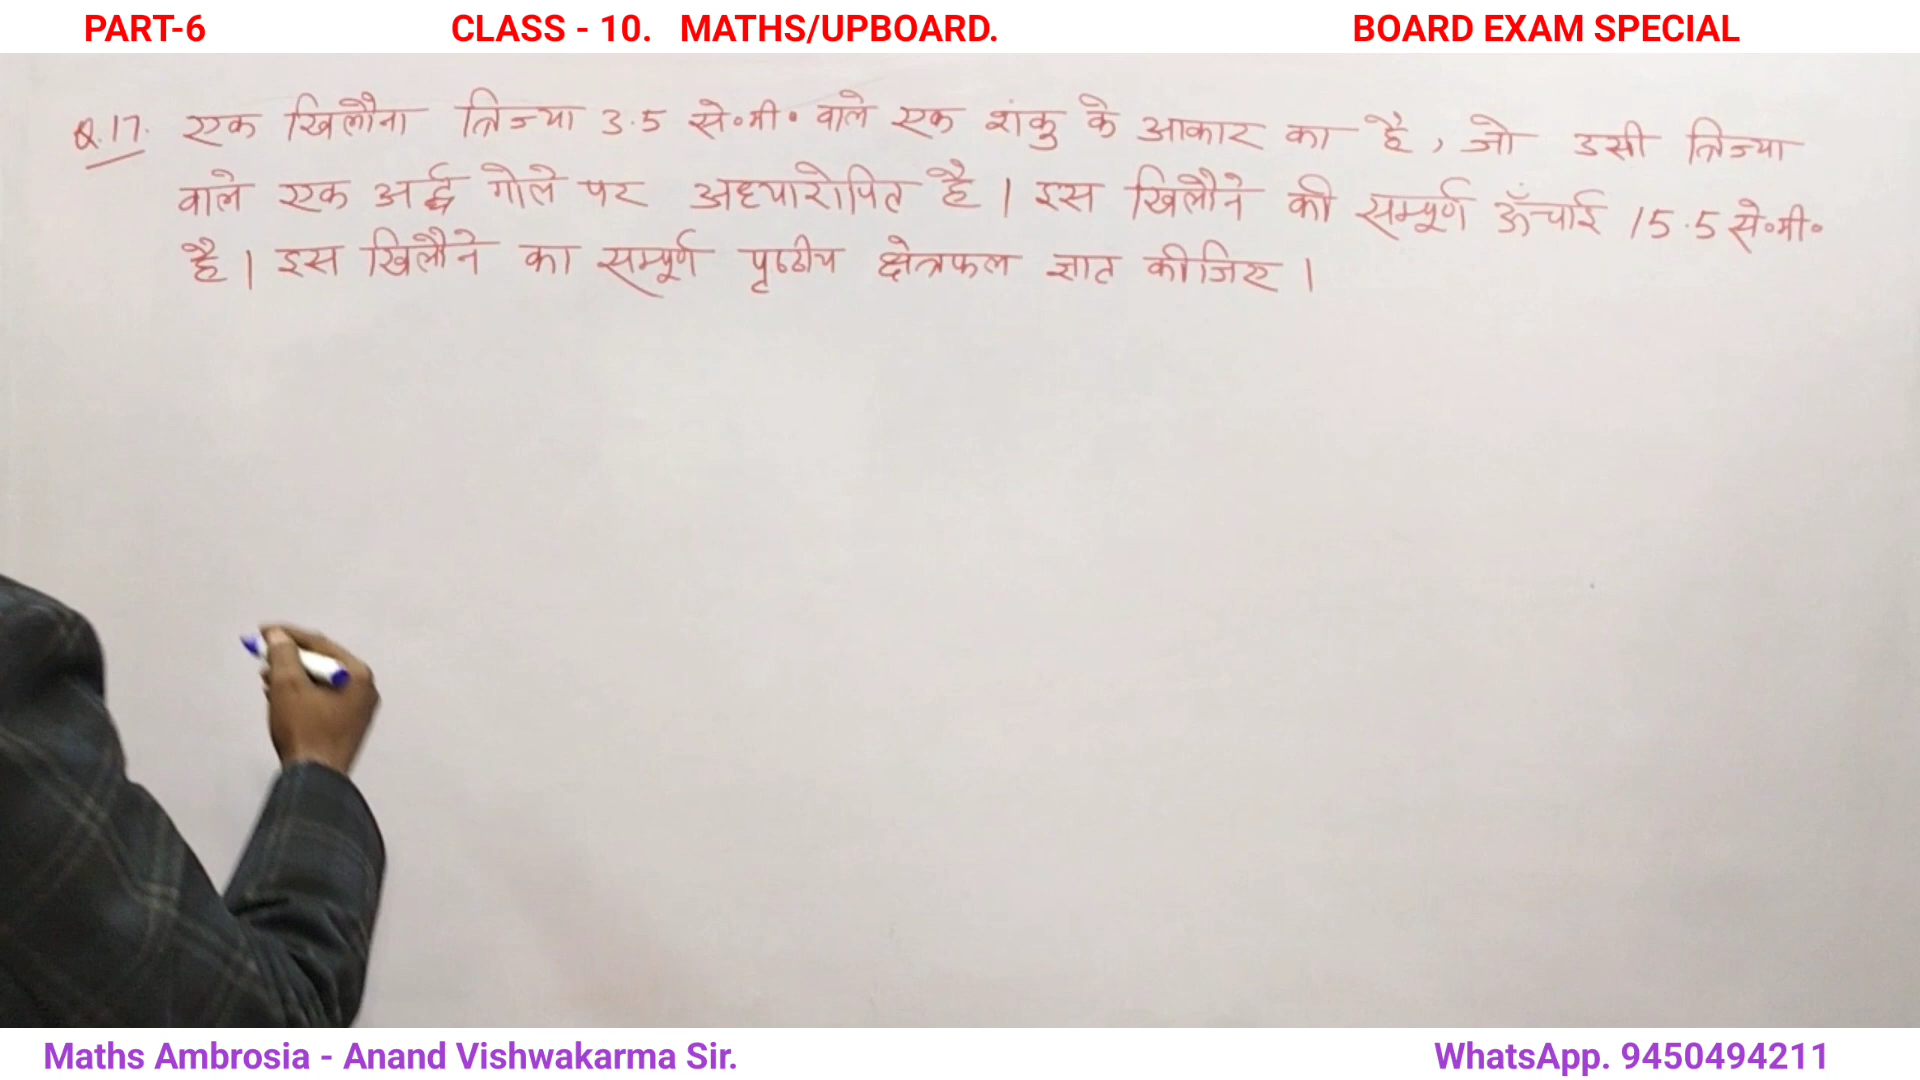 PART-6 CLASS - 10. MATHS/UPBOARD. BOARD EXAM SPECIAL
Q.17. एक खिलौना त्रिज्या 3.5 से॰मी॰ वाले एक शंकु के आकार का है, जो उसी त्रिज्या
वाले एक अर्द्ध गोले पर अध्यारोपित है। इस खिलौने की सम्पूर्ण ऊँचाई 15.5 से॰मी॰
है। इस खिलौने का सम्पूर्ण पृष्ठीय क्षेत्रफल ज्ञात कीजिए।
Maths Ambrosia - Anand Vishwakarma Sir. WhatsApp. 9450494211